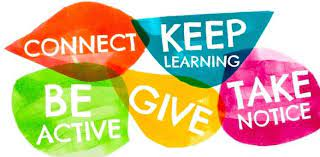 CONNECT
KEEP
LEARNING
BE
ACTIVE
GIVE
TAKE
NOTICE